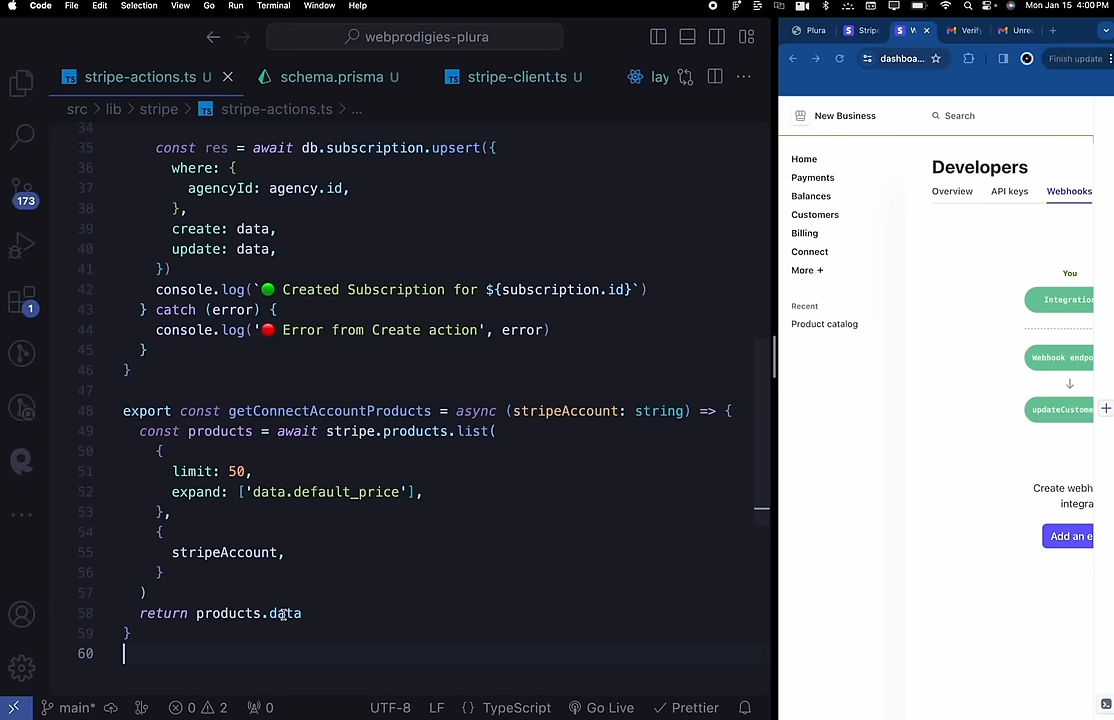 Code File Edit Selection View Go Run Terminal Window Help
Mon Jan 15 4:00 PM
webprodigies-plura
stripe-actions.ts U
schema.prisma U
stripe-client.ts U
lay
src > lib > stripe > stripe-actions.ts > ...
34
35 const res = await db.subscription.upsert({
36 where: {
37 agencyId: agency.id,
38 },
39 create: data,
40 update: data,
41 })
42 console.log(`🟢 Created Subscription for ${subscription.id}`)
43 } catch (error) {
44 console.log('🔴 Error from Create action', error)
45 }
46 }
47
48 export const getConnectAccountProducts = async (stripeAccount: string) => {
49 const products = await stripe.products.list(
50 {
51 limit: 50,
52 expand: ['data.default_price'],
53 },
54 {
55 stripeAccount,
56 }
57 )
58 return products.data
59 }
60
173
1
main* 0 2 0 UTF-8 LF {} TypeScript Go Live Prettier
Plura
Stripe
W
Verify
Unre
dashboa...
Finish update
New Business
Search
Home
Payments
Balances
Customers
Billing
Connect
More +
Recent
Product catalog
Developers
Overview API keys Webhooks
You
Integration
Webhook endpo
updateCustome
Create webh
integra
Add an e